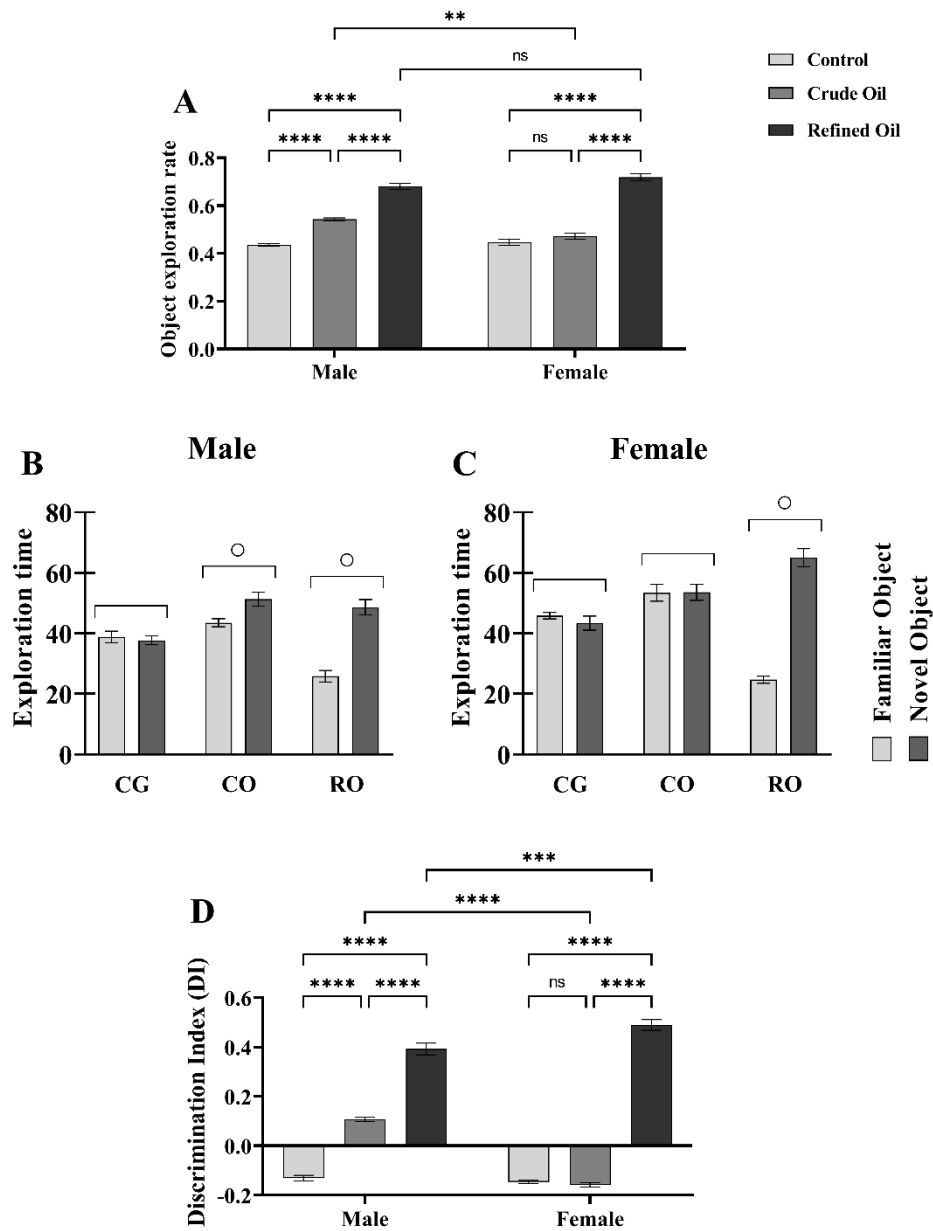 **
ns
Control
Crude Oil
Refined Oil
A
**** ****
**** **** ns ****
Object exploration rate
0.8
0.6
0.4
0.2
0.0
Male Female
B Male
Exploration time
80
60
40
20
0
CG CO RO
C Female
Exploration time
80
60
40
20
0
CG CO RO
Familiar Object
Novel Object
D
***
****
**** ****
**** **** ns ****
Discrimination Index (DI)
0.6
0.4
0.2
0.0
-0.2
Male Female